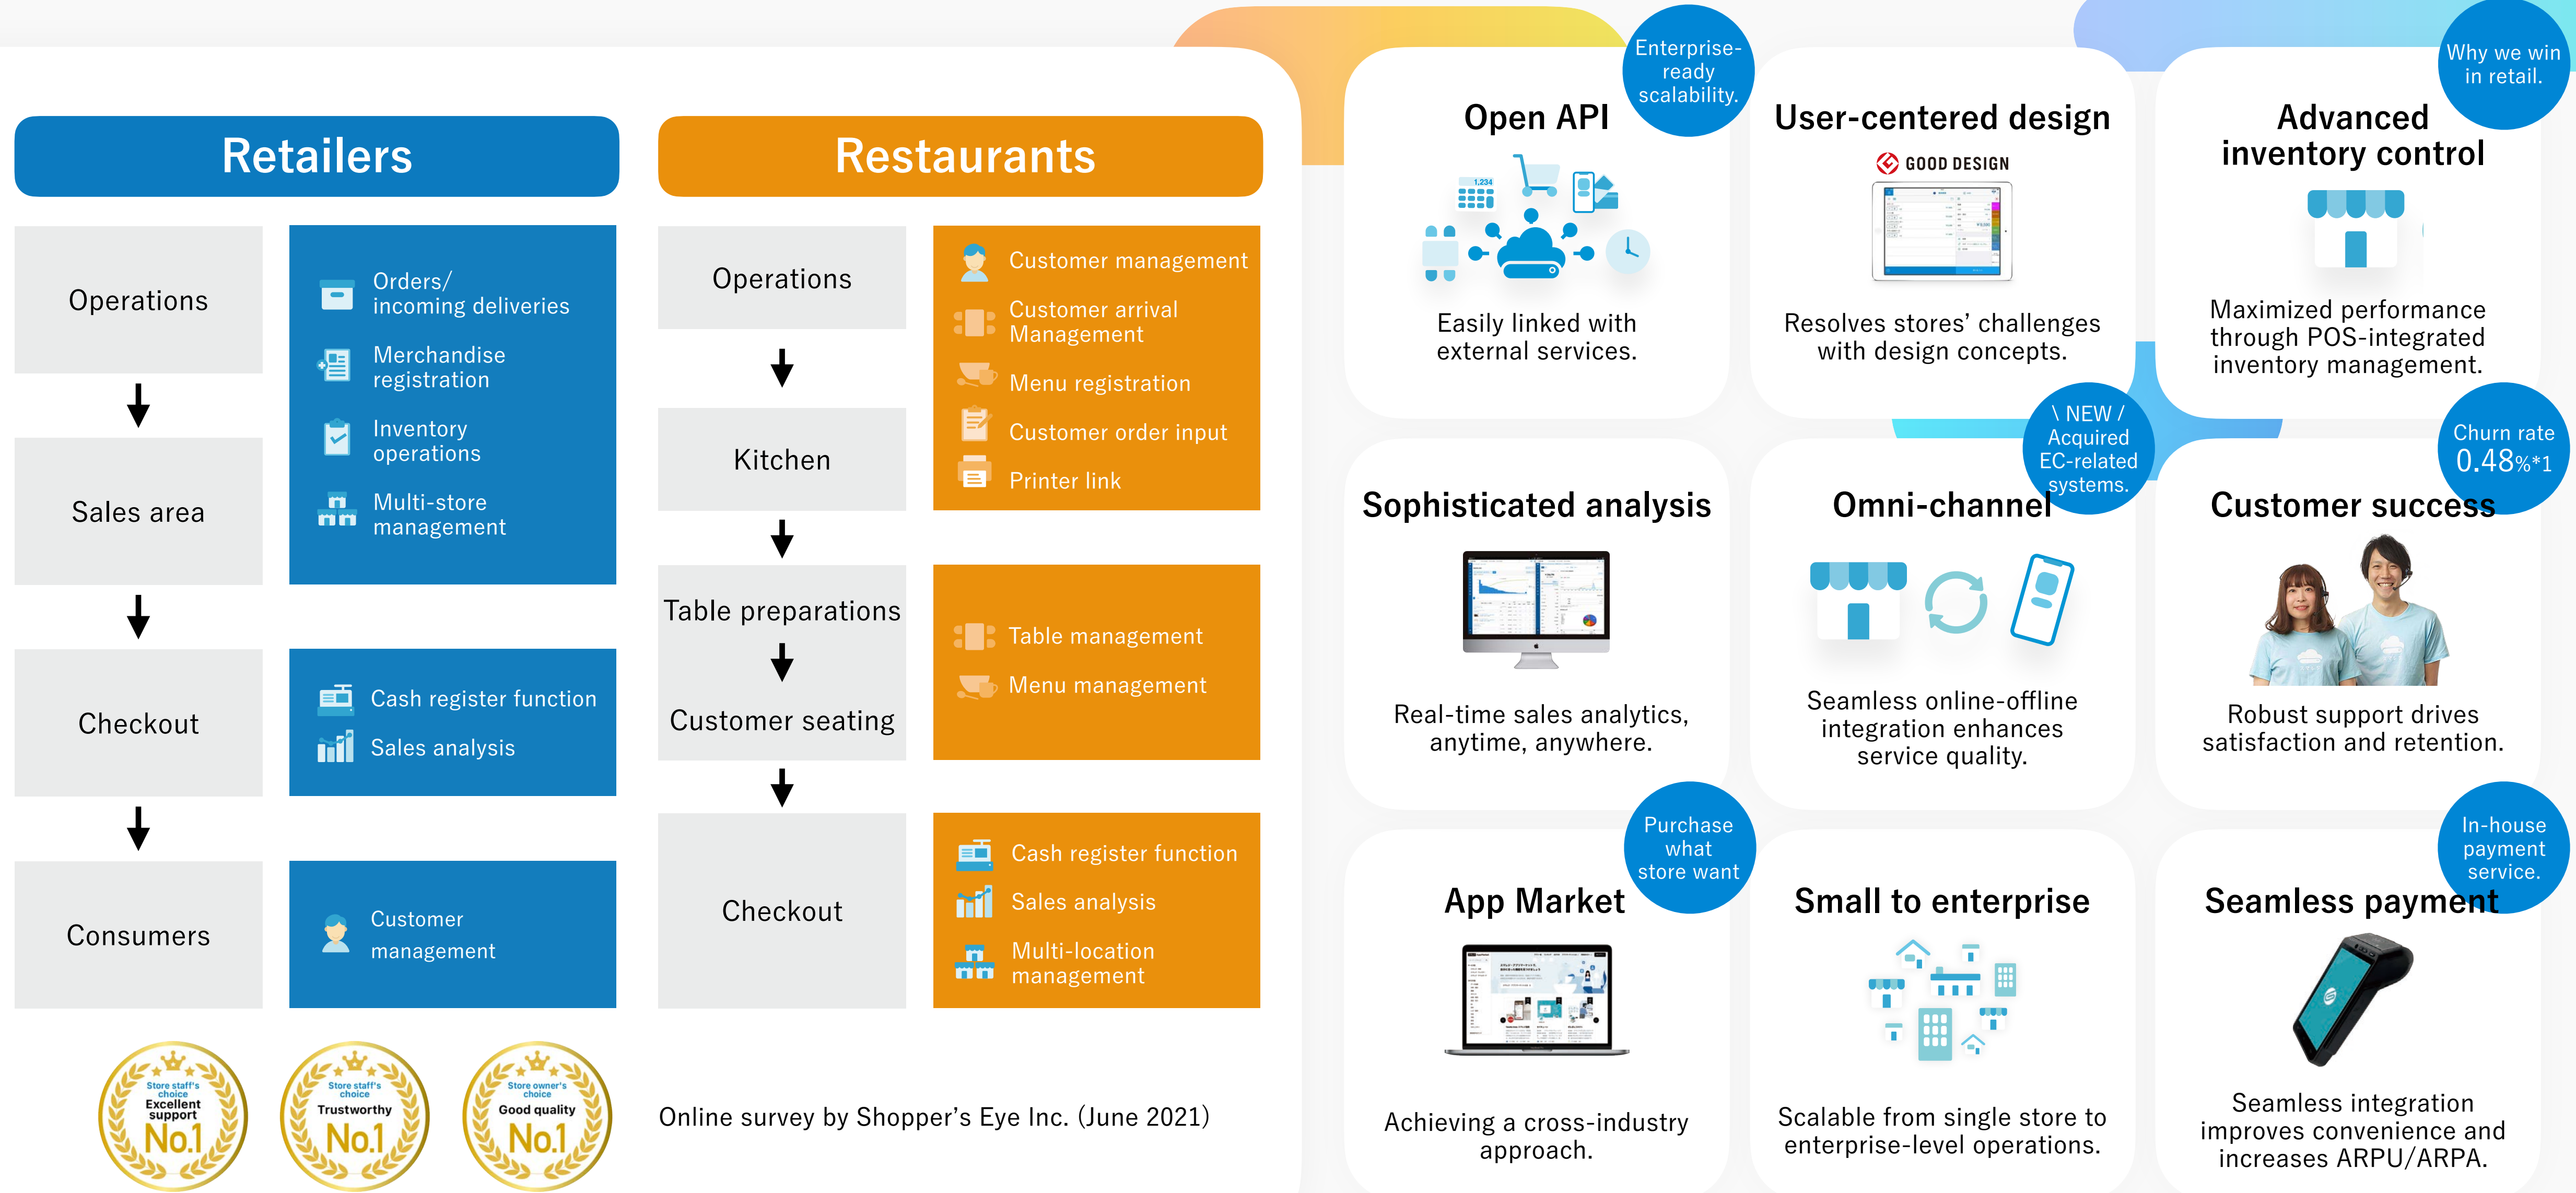 Retailers
Operations
Sales area
Checkout
Consumers
Orders/
incoming deliveries
Merchandise
registration
Inventory
operations
Multi-store
management
Cash register function
Sales analysis
Customer
management
Restaurants
Operations
Kitchen
Table preparations
Customer seating
Checkout
Customer management
Customer arrival
Management
Menu registration
Customer order input
Printer link
Table management
Menu management
Cash register function
Sales analysis
Multi-location
management
Store staff's
choice
Excellent
support
No.1
Store staff's
choice
Trustworthy
No.1
Store owner's
choice
Good quality
No.1
Online survey by Shopper's Eye Inc. (June 2021)
Enterprise-
ready
scalability.
Open API
1,234
Easily linked with
external services.
User-centered design
GOOD DESIGN
Resolves stores' challenges
with design concepts.
Why we win
in retail.
Advanced
inventory control
Maximized performance
through POS-integrated
inventory management.
Sophisticated analysis
Real-time sales analytics,
anytime, anywhere.
\ NEW /
Acquired
EC-related
systems.
Omni-channel
Seamless online-offline
integration enhances
service quality.
Churn rate
0.48%*1
Customer success
Robust support drives
satisfaction and retention.
Purchase
what
store want
App Market
Achieving a cross-industry
approach.
Small to enterprise
Scalable from single store to
enterprise-level operations.
In-house
payment
service.
Seamless payment
Seamless integration
improves convenience and
increases ARPU/ARPA.